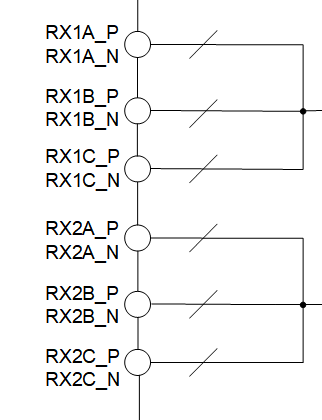 RX1A_P
RX1A_N
RX1B_P
RX1B_N
RX1C_P
RX1C_N
RX2A_P
RX2A_N
RX2B_P
RX2B_N
RX2C_P
RX2C_N